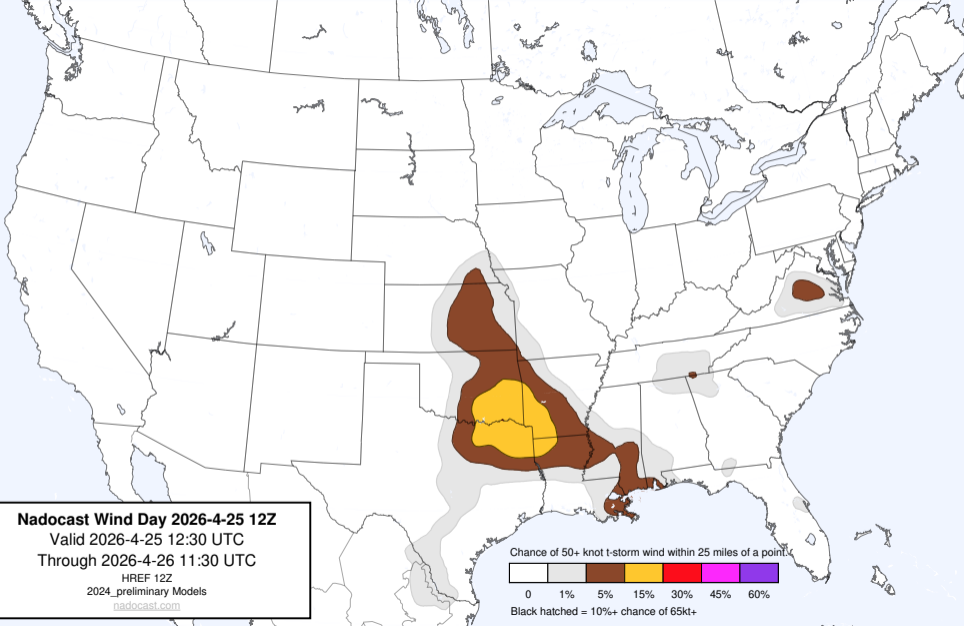 Nadocast Wind Day 2026-4-25 12Z
Valid 2026-4-25 12:30 UTC
Through 2026-4-26 11:30 UTC
HREF 12Z
2024_preliminary Models
nadocast.com
Chance of 50+ knot t-storm wind within 25 miles of a point.
0 1% 5% 15% 30% 45% 60%
Black hatched = 10%+ chance of 65kt+